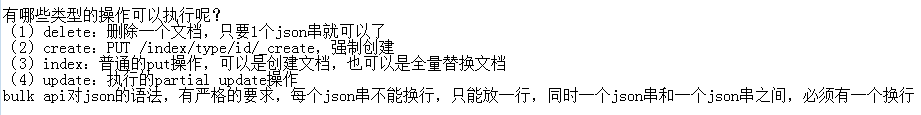 有哪些类型的操作可以执行呢?
（1）delete：删除一个文档，只要1个json串就可以了
（2）create：PUT /index/type/id/_create，强制创建
（3）index：普通的put操作，可以是创建文档，也可以是全量替换文档
（4）update：执行的partial update操作
bulk api对json的语法，有严格的要求，每个json串不能换行，只能放一行，同时一个json串和一个json串之间，必须有一个换行